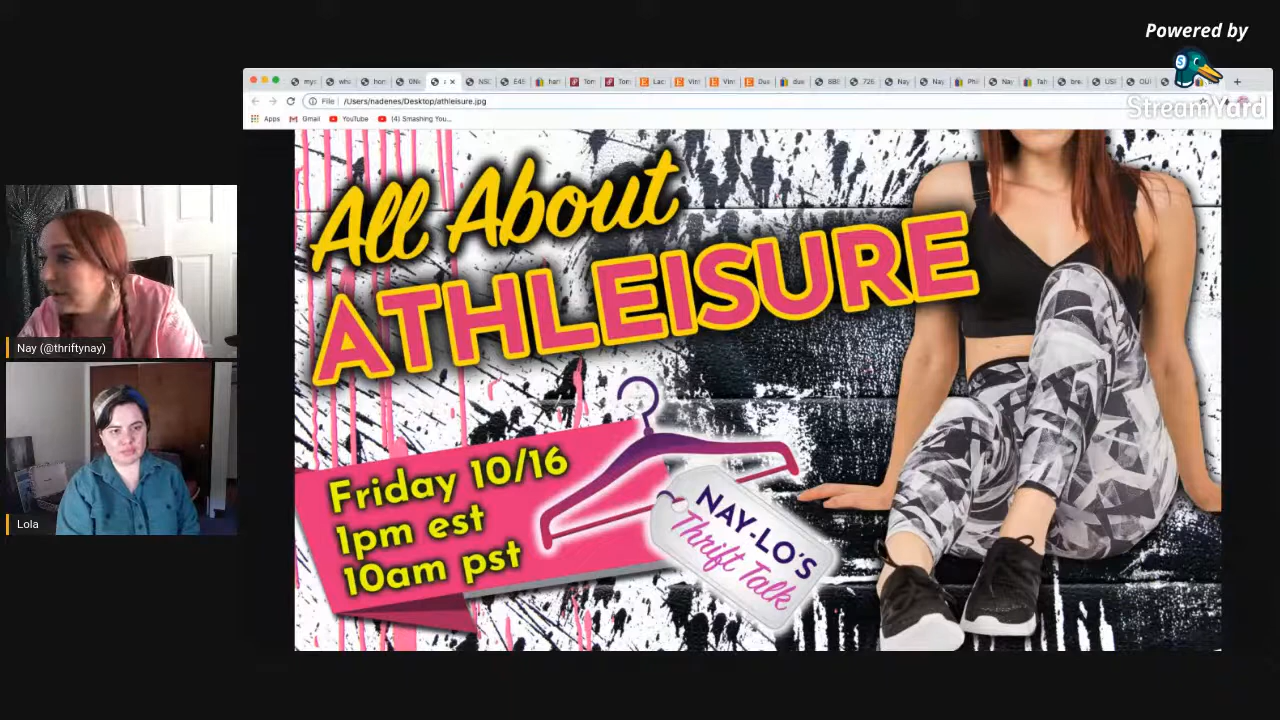 Powered by
StreamYard
/Users/nadenes/Desktop/athleisure.jpg
File
Apps
Gmail
YouTube
(4) Smashing You...
All About
ATHLEISURE
Friday 10/16
1pm est
10am pst
NAY-LO'S
Thrift Talk
Nay (@thriftynay)
Lola